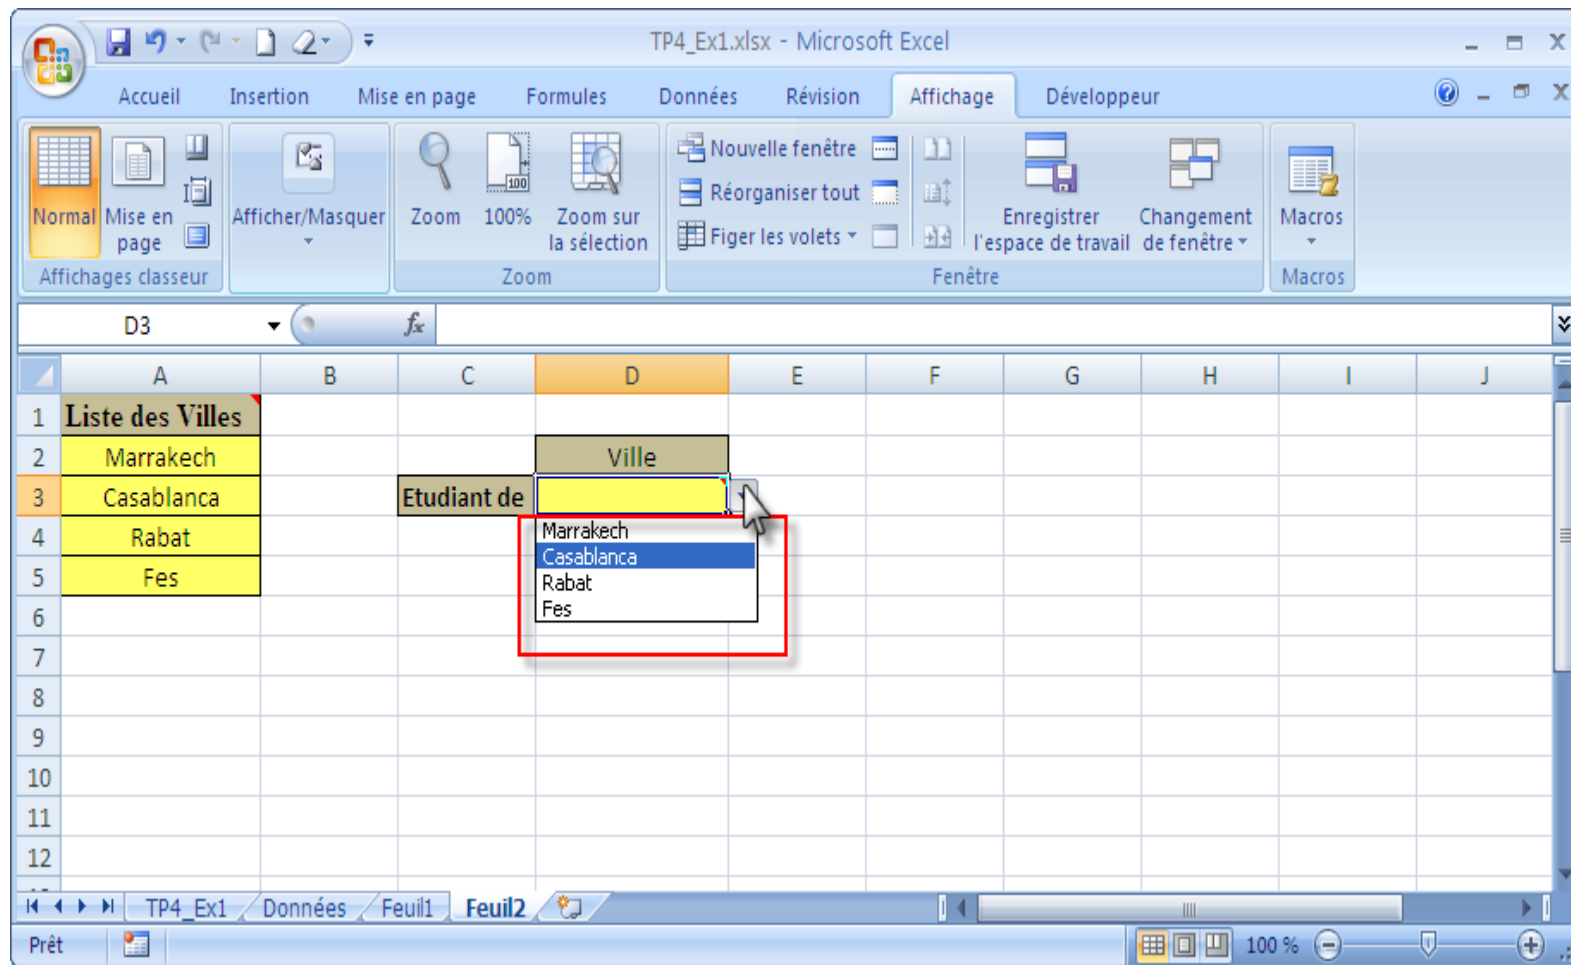 TP4_Ex1.xlsx - Microsoft Excel
Accueil Insertion Mise en page Formules Données Révision Affichage Développeur
Normal Mise en page Afficher/Masquer Zoom 100% Zoom sur la sélection Nouvelle fenêtre Réorganiser tout Figer les volets Enregistrer l'espace de travail Changement de fenêtre Macros
Affichages classeur Zoom Fenêtre Macros
D3 fx
A B C D E F G H I J
1 Liste des Villes
2 Marrakech Ville
3 Casablanca Etudiant de
4 Rabat Marrakech
Casablanca
5 Fes Rabat
6 Fes
7
8
9
10
11
12
TP4_Ex1 Données Feuil1 Feuil2
Prêt 100 %